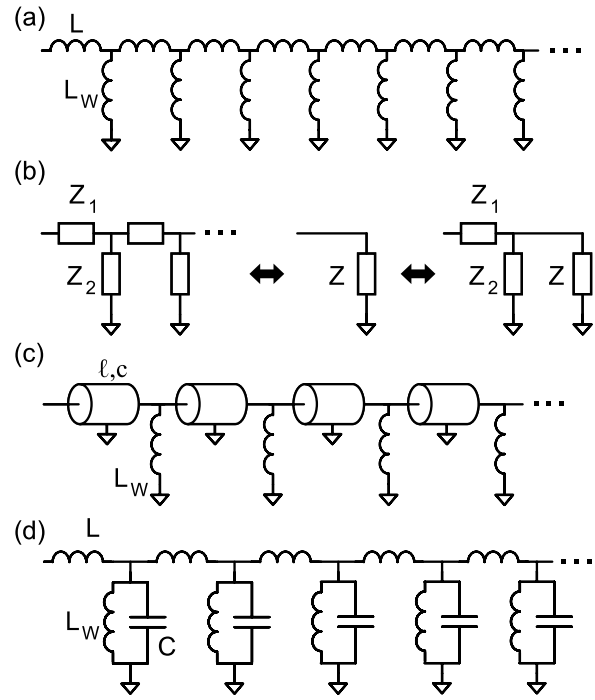 (a)
L
L_W
...
(b)
Z_1 ... Z_1
Z_2 Z Z_2 Z
(c)
ℓ,c
...
L_W
(d)
L
...
L_W
C